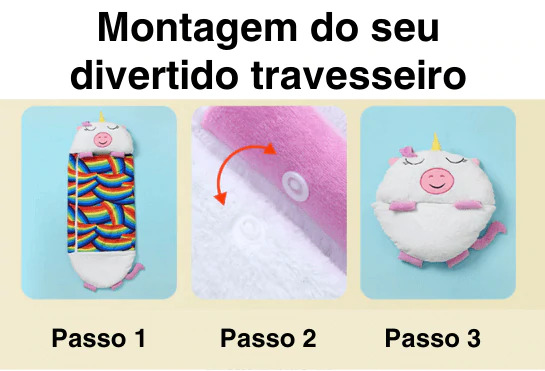 Montagem do seu
divertido travesseiro
Passo 1
Passo 2
Passo 3